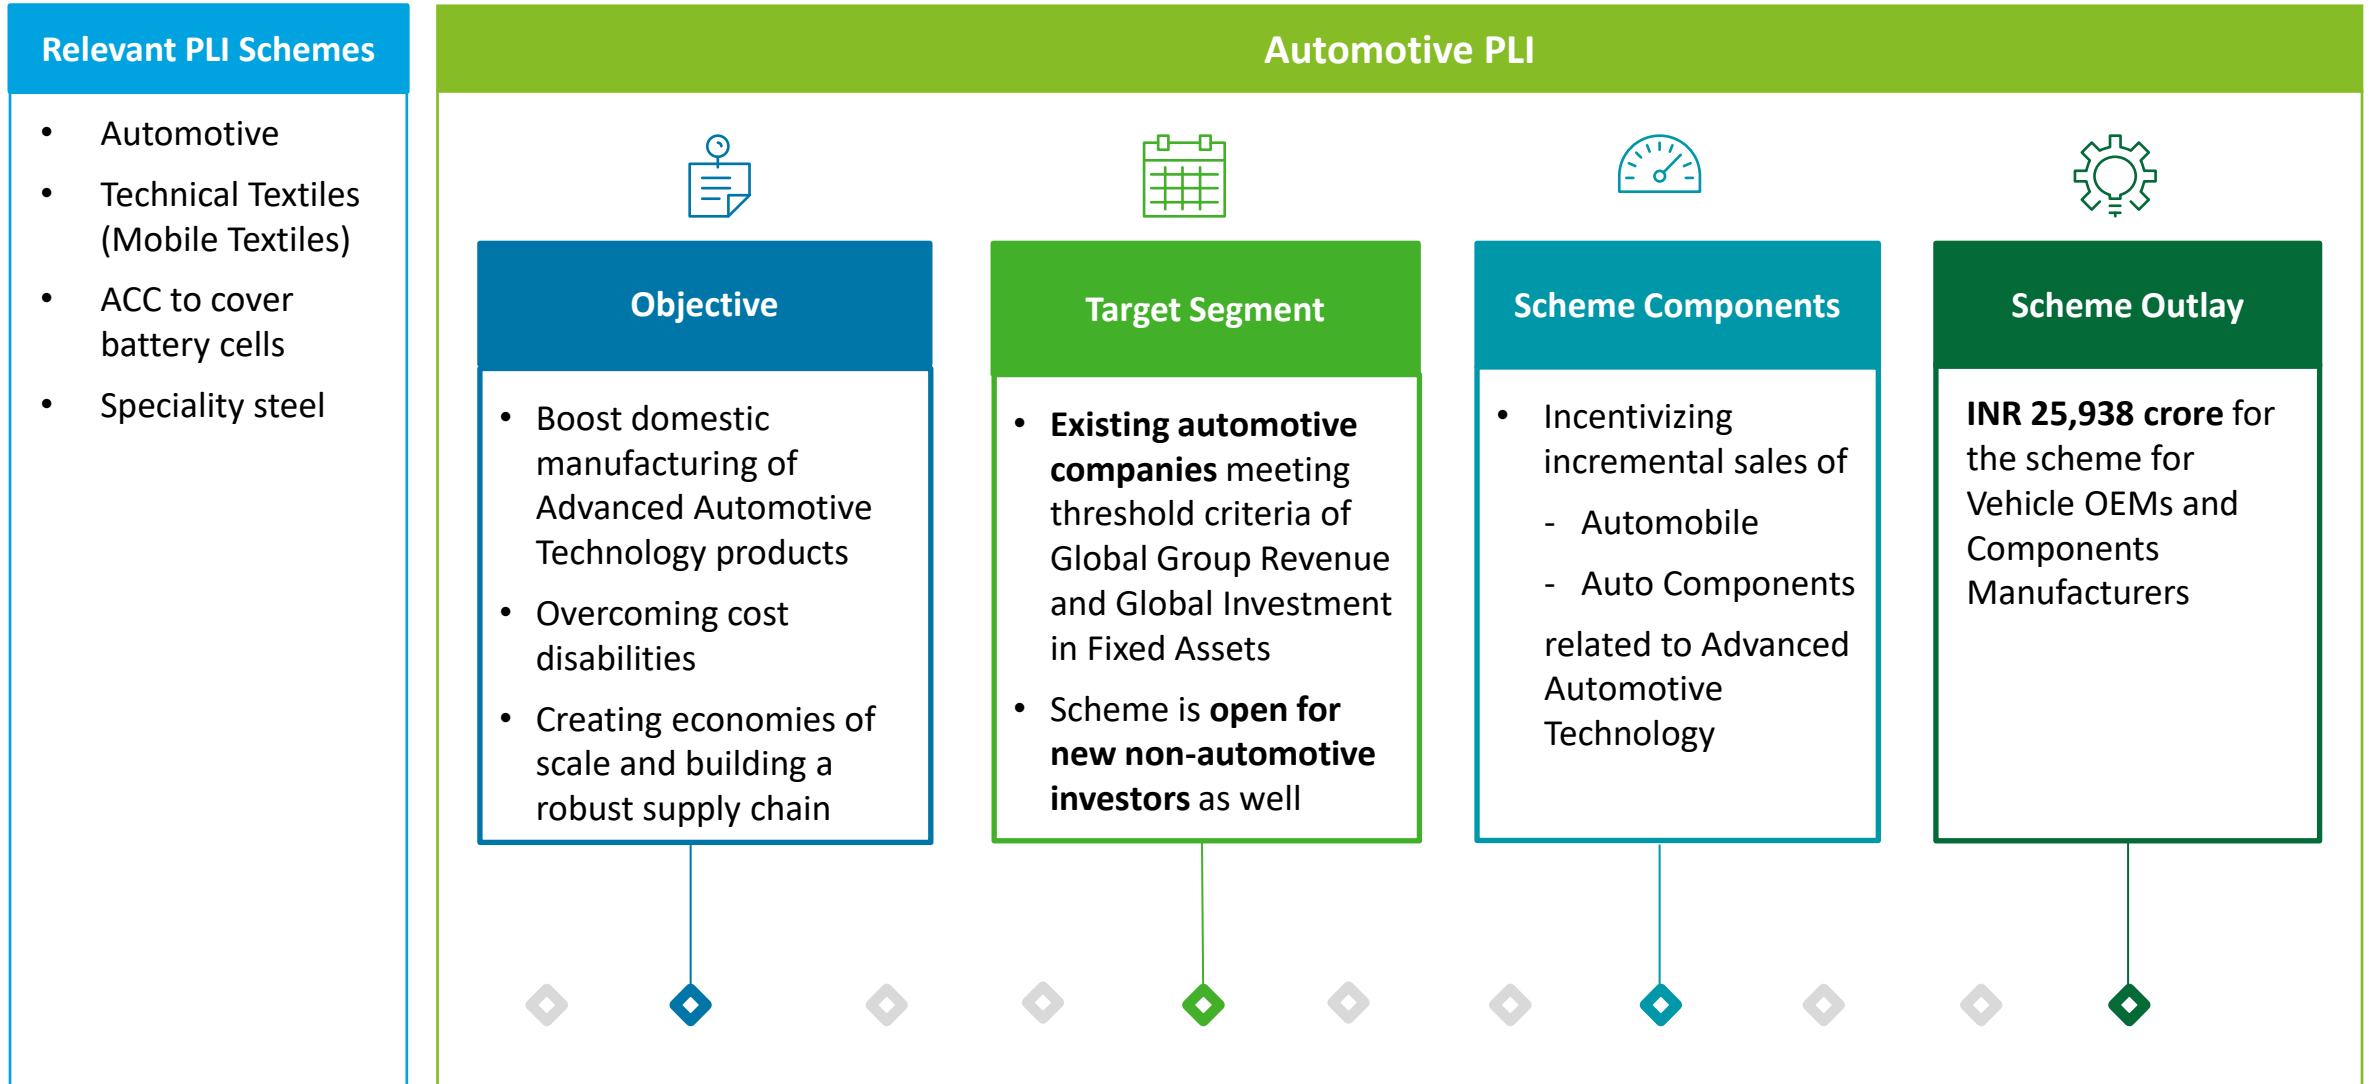 Relevant PLI Schemes
• Automotive
• Technical Textiles
(Mobile Textiles)
• ACC to cover
battery cells
• Speciality steel
Automotive PLI
Objective
• Boost domestic
manufacturing of
Advanced Automotive
Technology products
• Overcoming cost
disabilities
• Creating economies of
scale and building a
robust supply chain
Target Segment
• Existing automotive
companies meeting
threshold criteria of
Global Group Revenue
and Global Investment
in Fixed Assets
• Scheme is open for
new non-automotive
investors as well
Scheme Components
• Incentivizing
incremental sales of
- Automobile
- Auto Components
related to Advanced
Automotive
Technology
Scheme Outlay
INR 25,938 crore for
the scheme for
Vehicle OEMs and
Components
Manufacturers